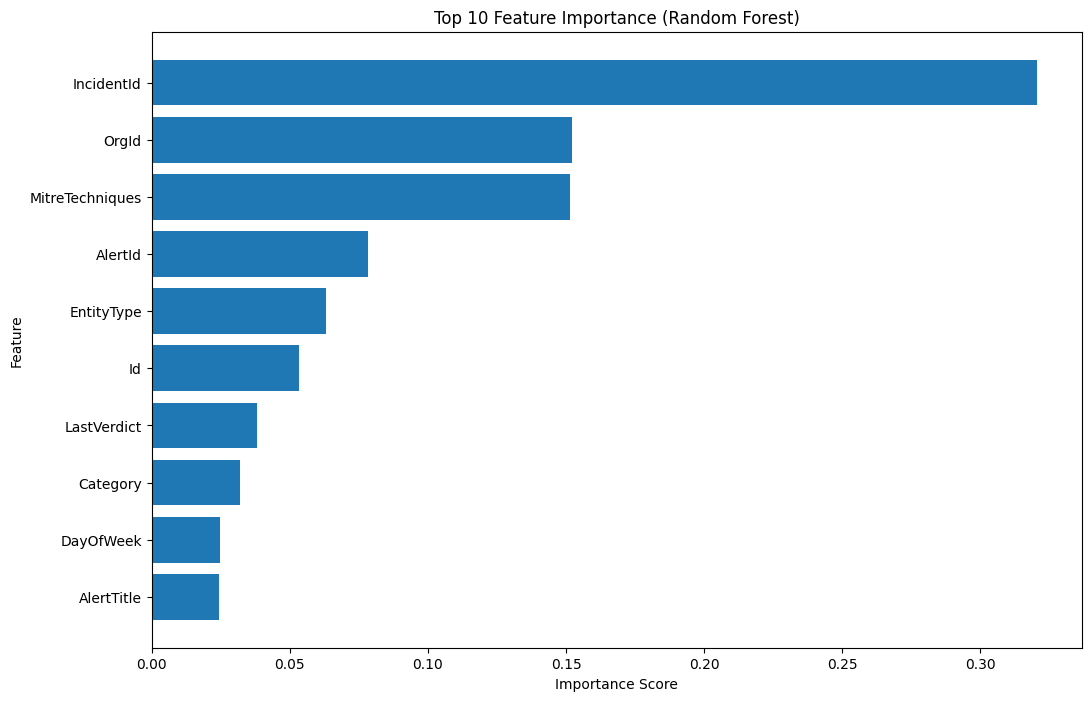 Top 10 Feature Importance (Random Forest)
IncidentId
OrgId
MitreTechniques
AlertId
EntityType
Id
LastVerdict
Category
DayOfWeek
AlertTitle
Feature
0.00 0.05 0.10 0.15 0.20 0.25 0.30
Importance Score